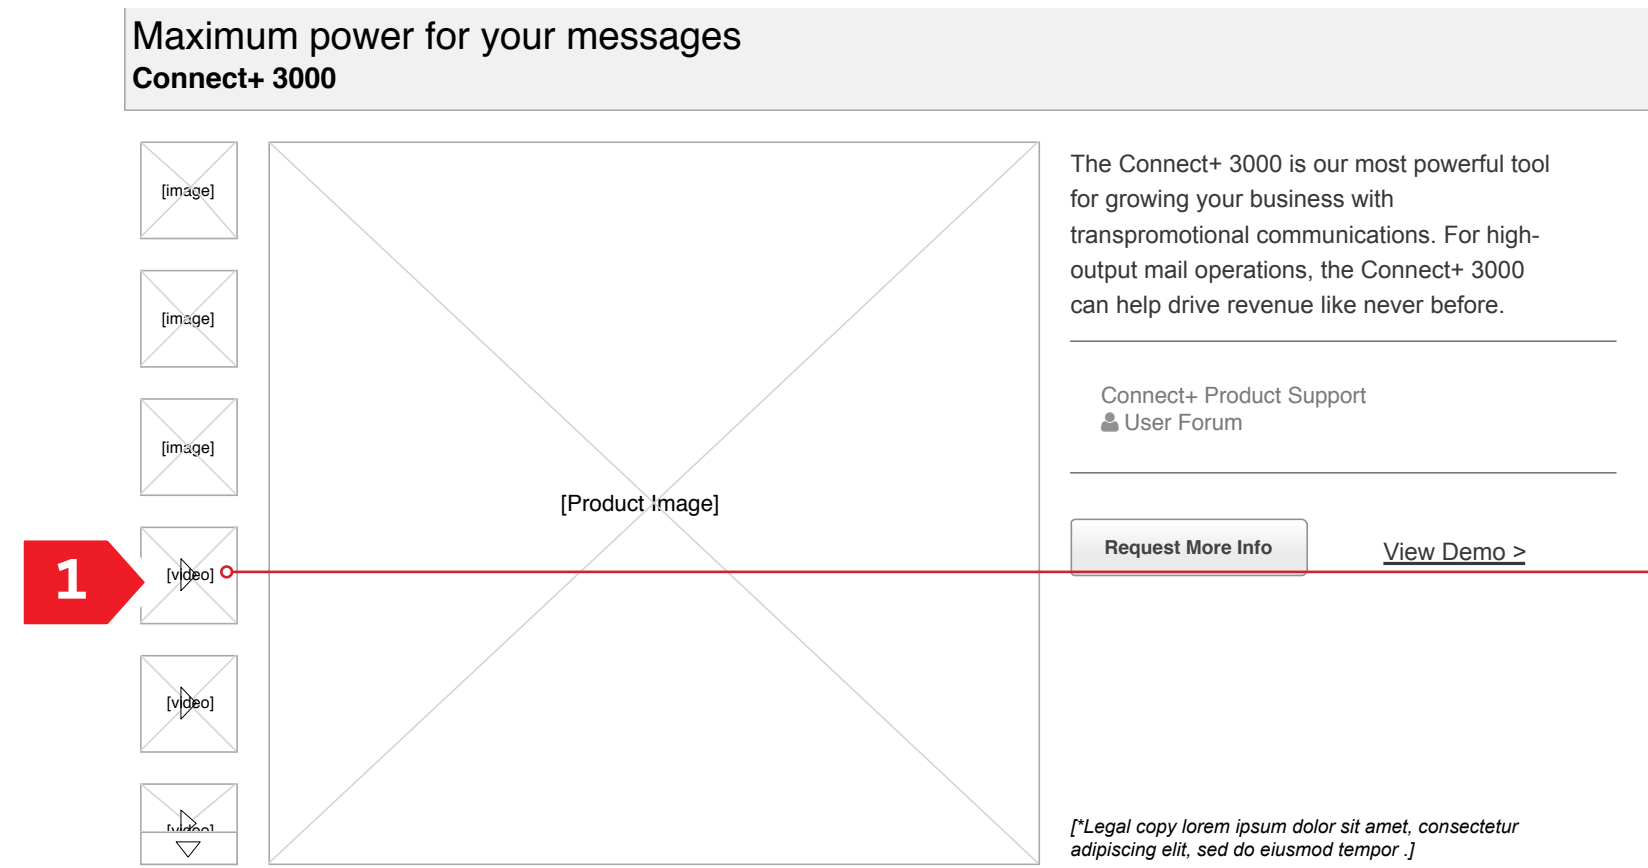 Maximum power for your messages
Connect+ 3000
[image]
[image]
[image]
1
[video]
[video]
[video]
[Product Image]
The Connect+ 3000 is our most powerful tool
for growing your business with
transpromotional communications. For high-
output mail operations, the Connect+ 3000
can help drive revenue like never before.
Connect+ Product Support
User Forum
Request More Info
View Demo >
[*Legal copy lorem ipsum dolor sit amet, consectetur
adipiscing elit, sed do eiusmod tempor .]